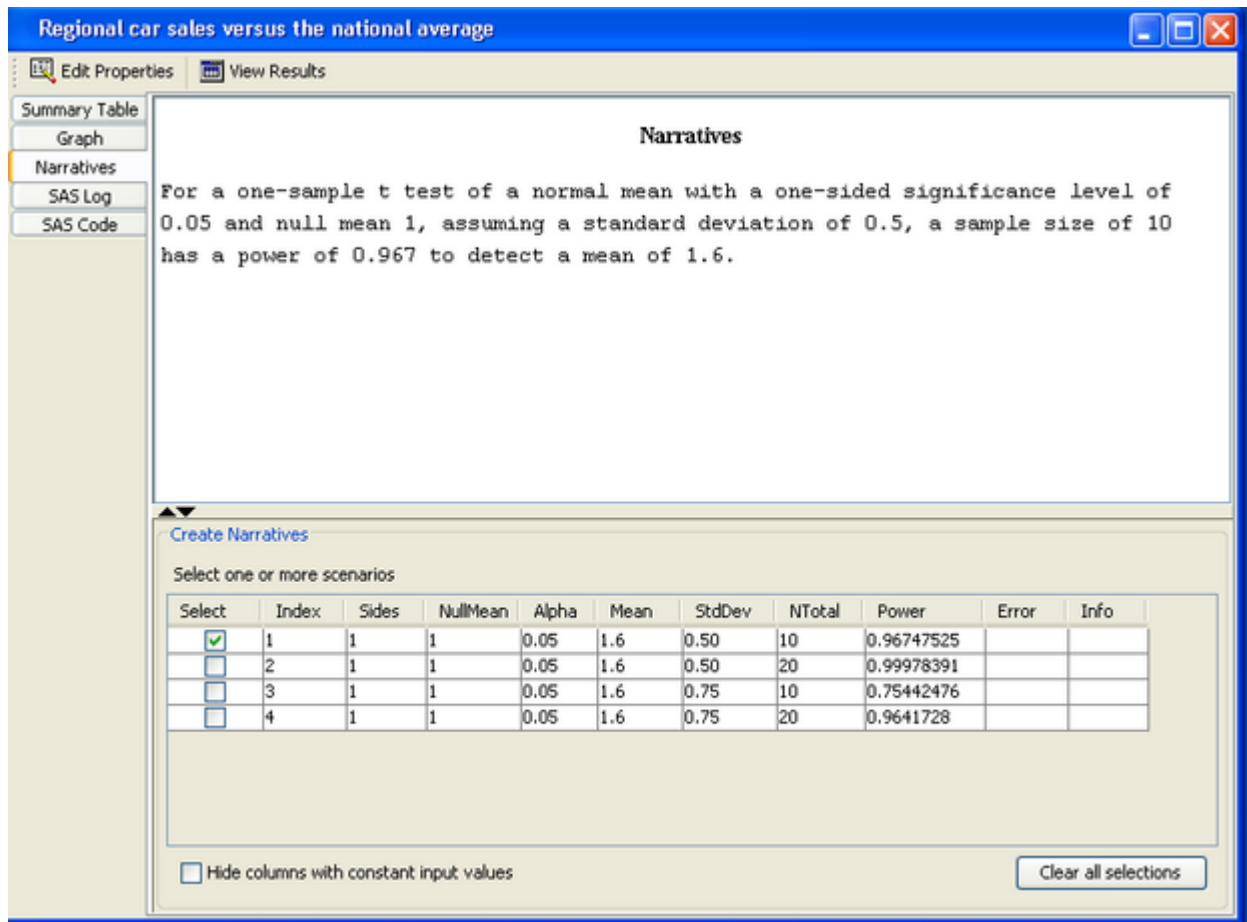 Regional car sales versus the national average
Edit Properties View Results
Summary Table
Graph
Narratives
SAS Log
SAS Code
Narratives
For a one-sample t test of a normal mean with a one-sided significance level of
0.05 and null mean 1, assuming a standard deviation of 0.5, a sample size of 10
has a power of 0.967 to detect a mean of 1.6.
Create Narratives
Select one or more scenarios
Select Index Sides NullMean Alpha Mean StdDev NTotal Power Error Info
1 1 1 0.05 1.6 0.50 10 0.96747525
2 1 1 0.05 1.6 0.50 20 0.99978391
3 1 1 0.05 1.6 0.75 10 0.75442476
4 1 1 0.05 1.6 0.75 20 0.9641728
Hide columns with constant input values Clear all selections